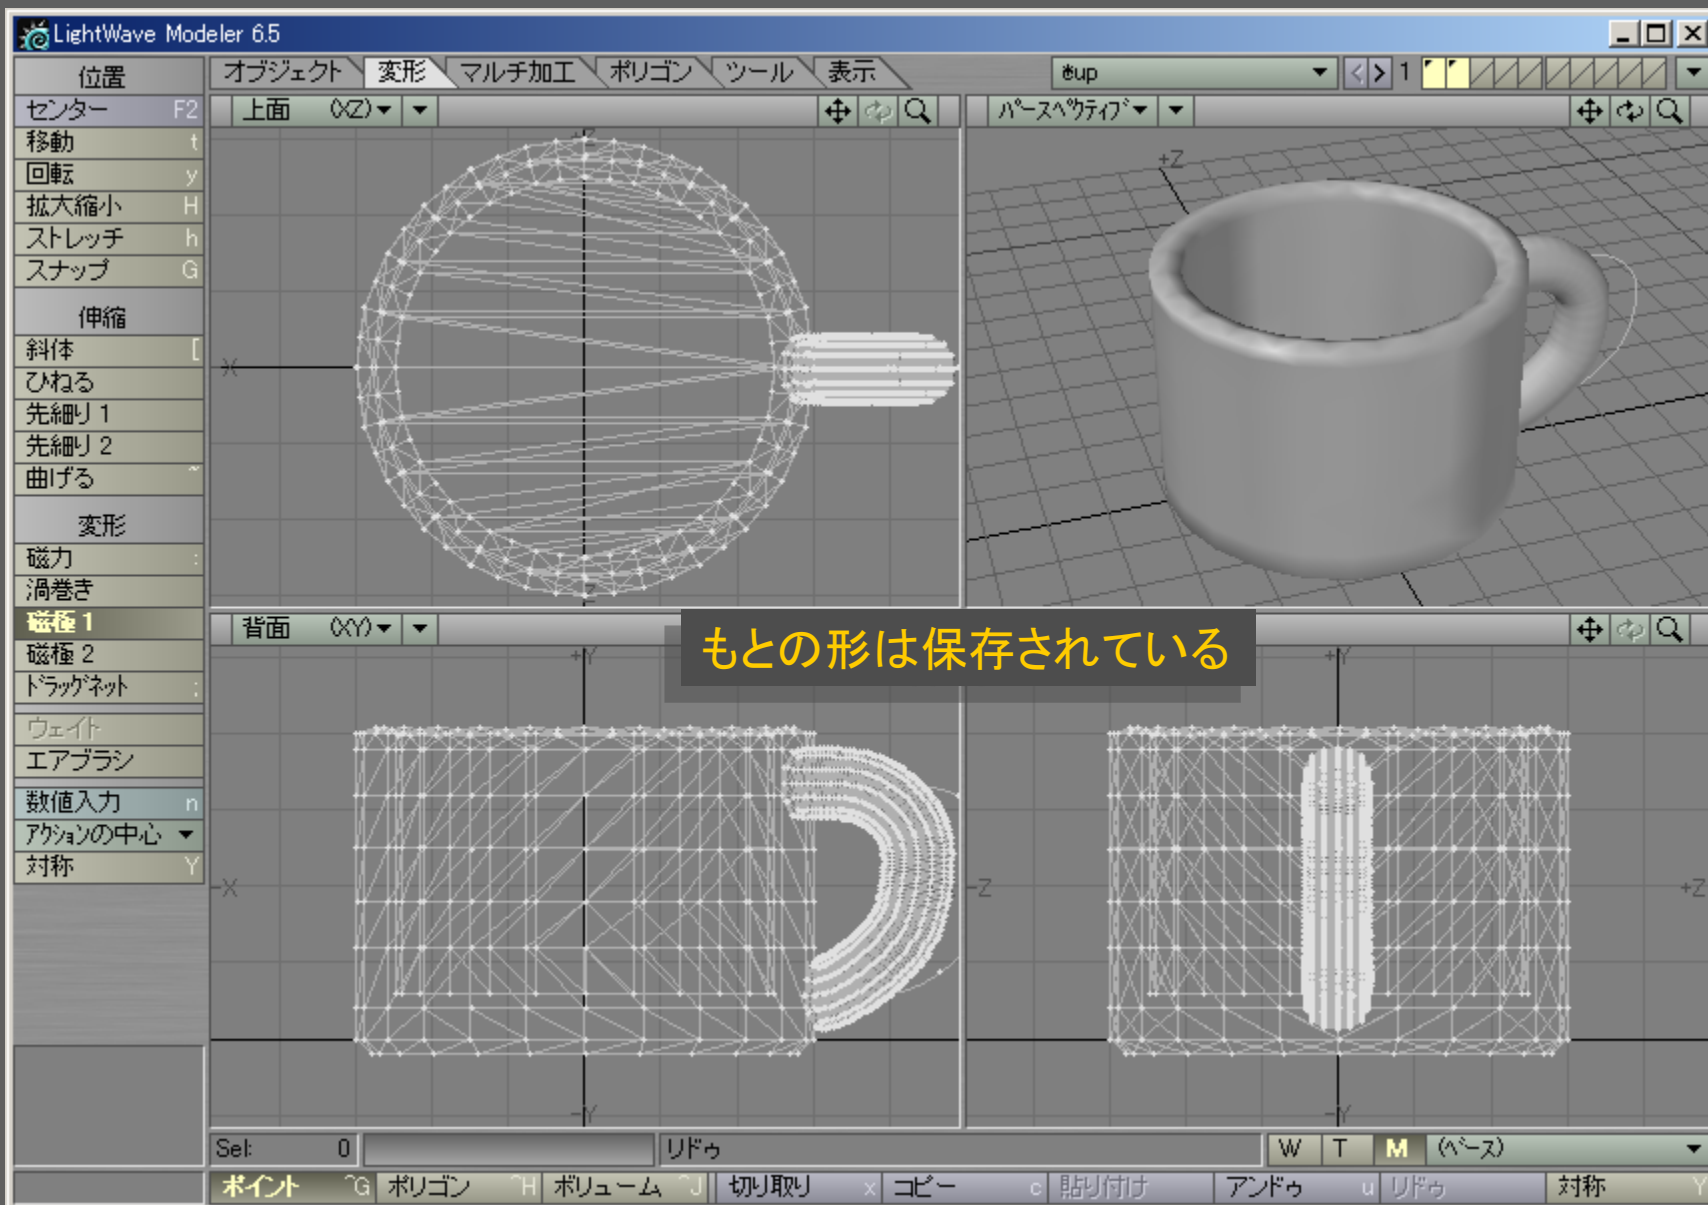 LightWave Modeler 6.5
位置
オブジェクト 変形 マルチ加工 ポリゴン ツール 表示
1
センター F2
上面 (XZ)
パースペクティブ
移動 t
回転 y
拡大縮小 H
ストレッチ h
スナップ G
伸縮
斜体 [
ひねる
先細り 1
先細り 2
曲げる ~
変形
磁力 :
渦巻き
磁極 1
磁極 2
ドラッグネット ;
ウェイト
エアブラシ
数値入力 n
アクションの中心
対称 Y
+Z
-X
+Z
背面 (XY)
もとの形は保存されている
+Y
+Y
-X
-Z
+Z
-Y
-Y
Sel: 0
リドゥ
W T M (ベース)
ポイント ^G ポリゴン ^H ボリューム ^J 切り取り x コピー c 貼り付け アンドゥ u リドゥ 対称 Y